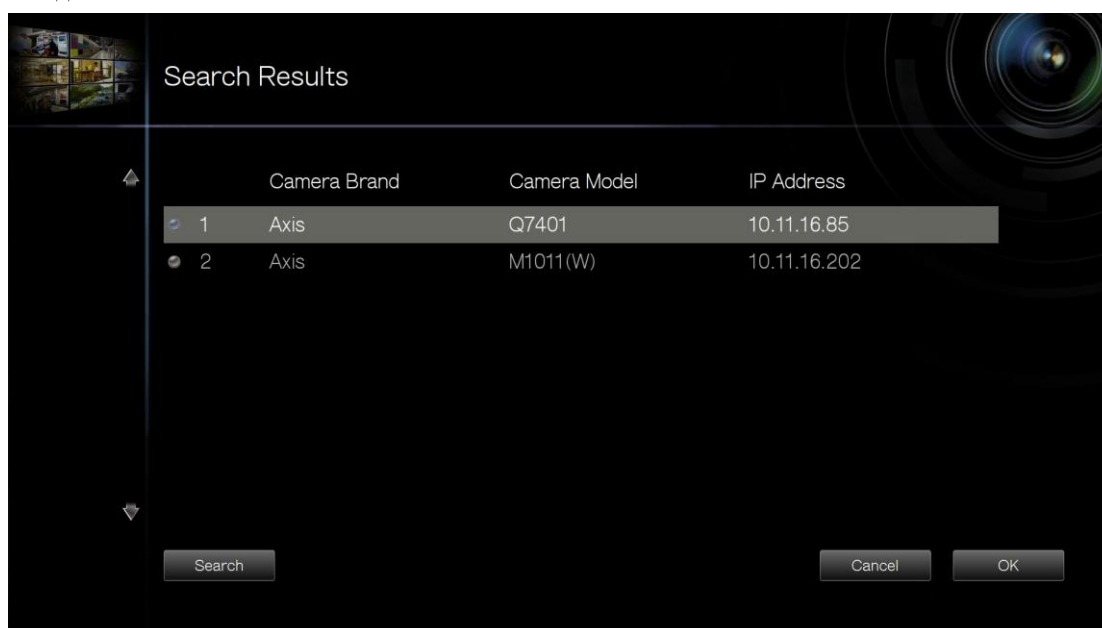 Search Results
Camera Brand Camera Model IP Address
1 Axis Q7401 10.11.16.85
2 Axis M1011(W) 10.11.16.202
Search Cancel OK